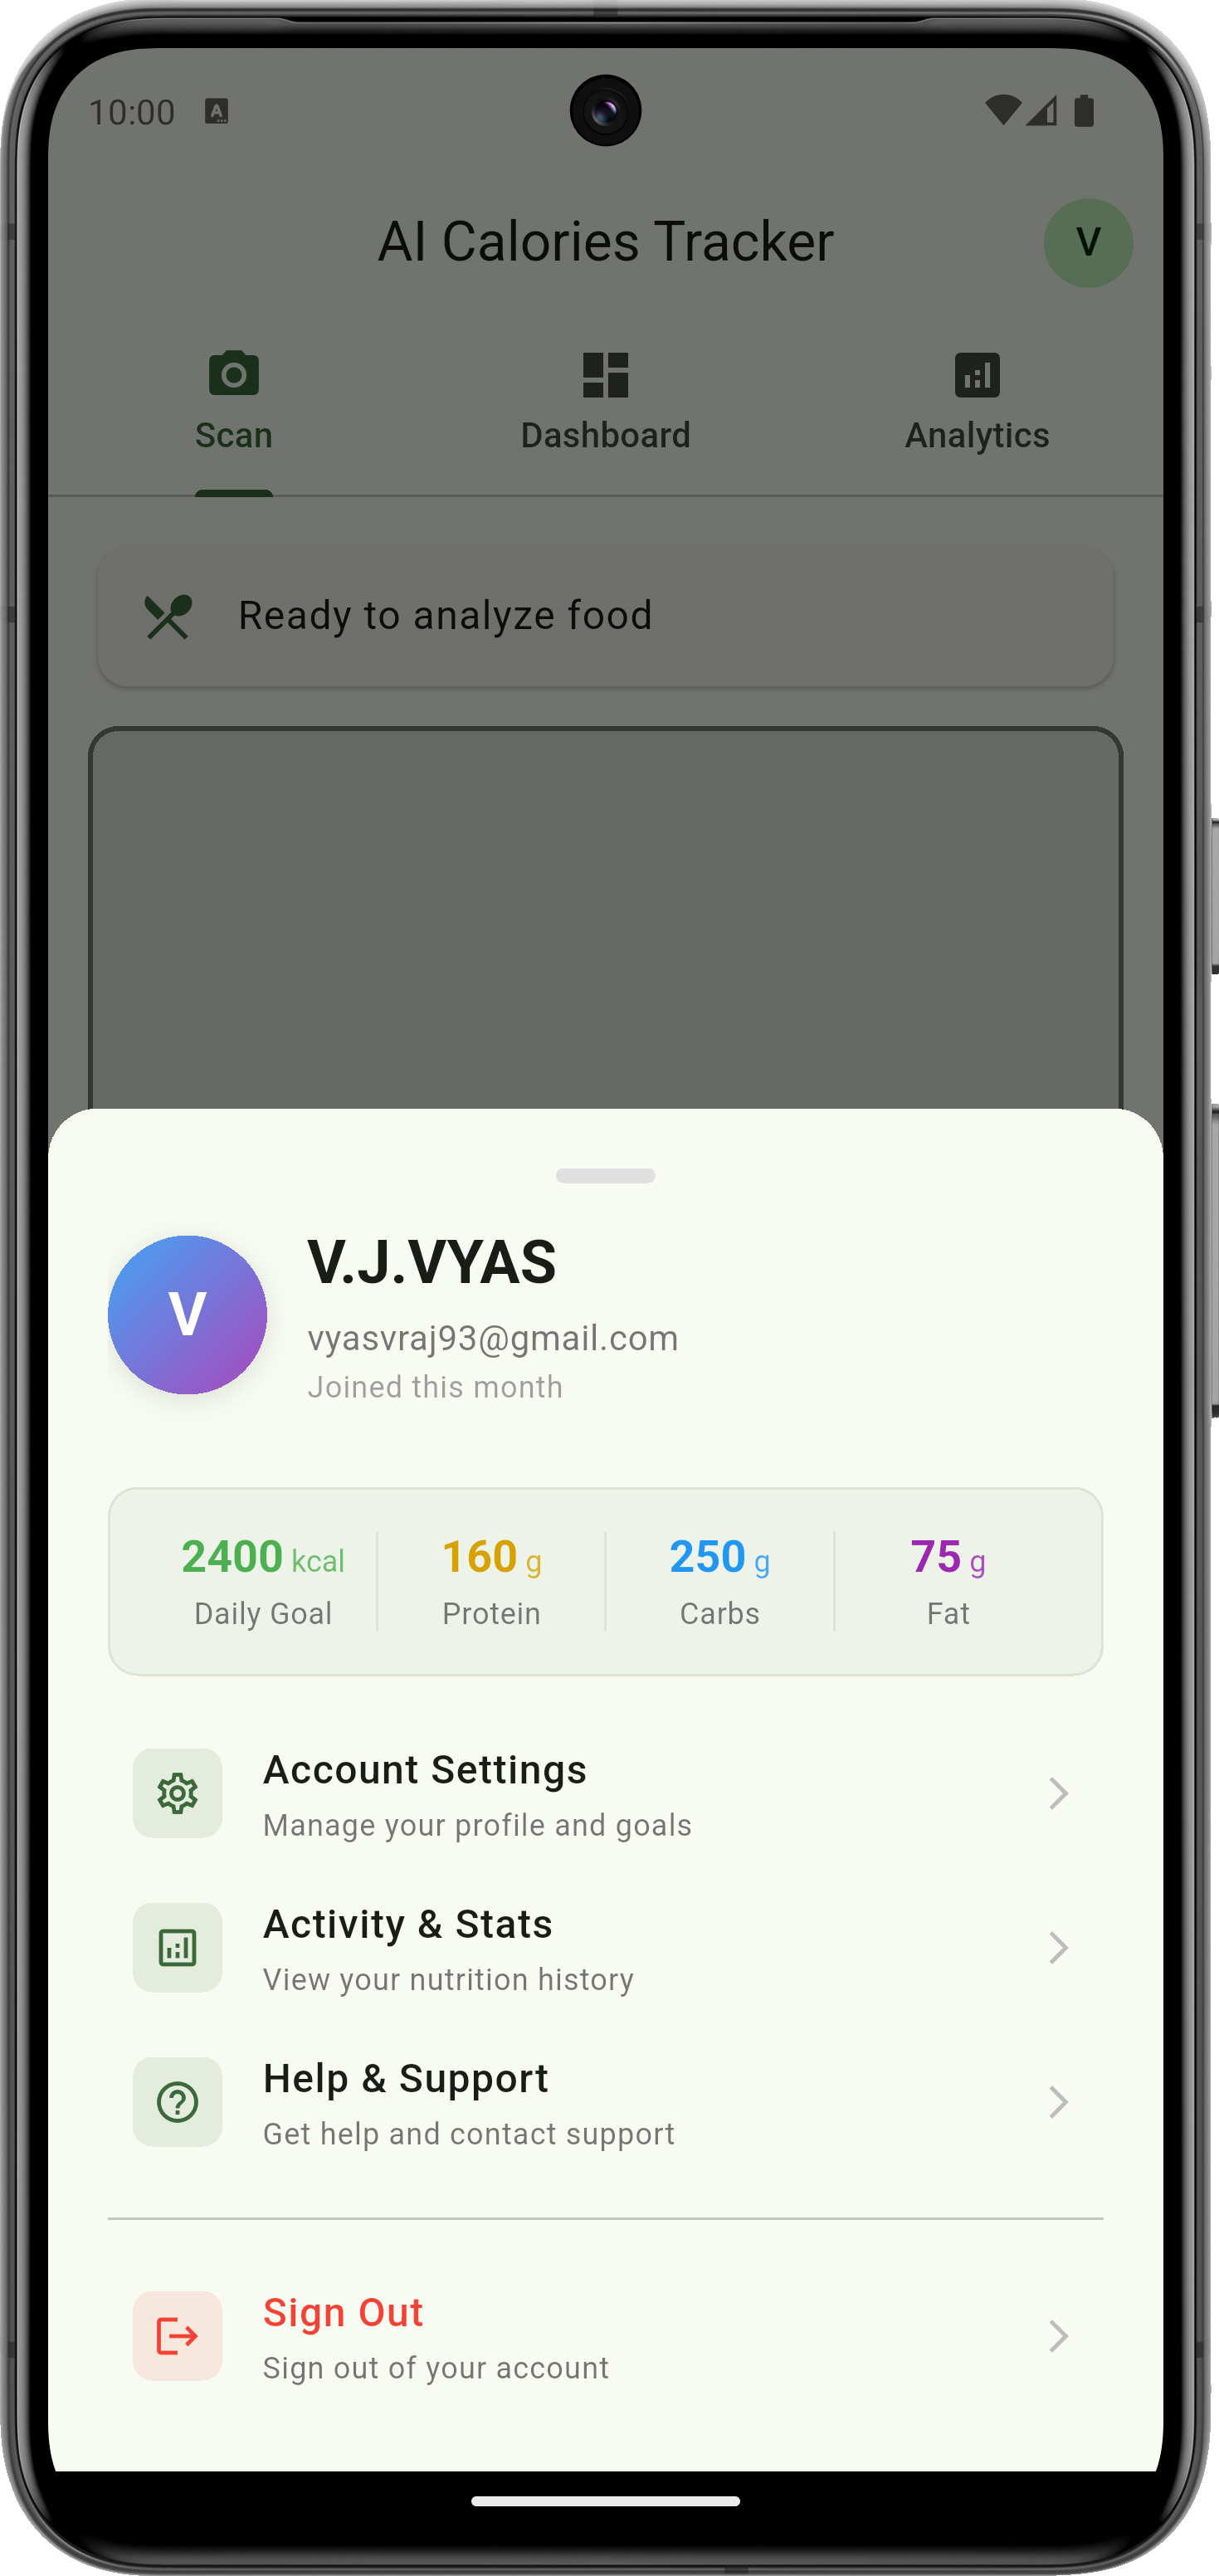 10:00
AI Calories Tracker
V
Scan
Dashboard
Analytics
Ready to analyze food
V
V.J.VYAS
vyasvraj93@gmail.com
Joined this month
2400 kcal
160 g
250 g
75 g
Daily Goal
Protein
Carbs
Fat
Account Settings
Manage your profile and goals
Activity & Stats
View your nutrition history
Help & Support
Get help and contact support
Sign Out
Sign out of your account